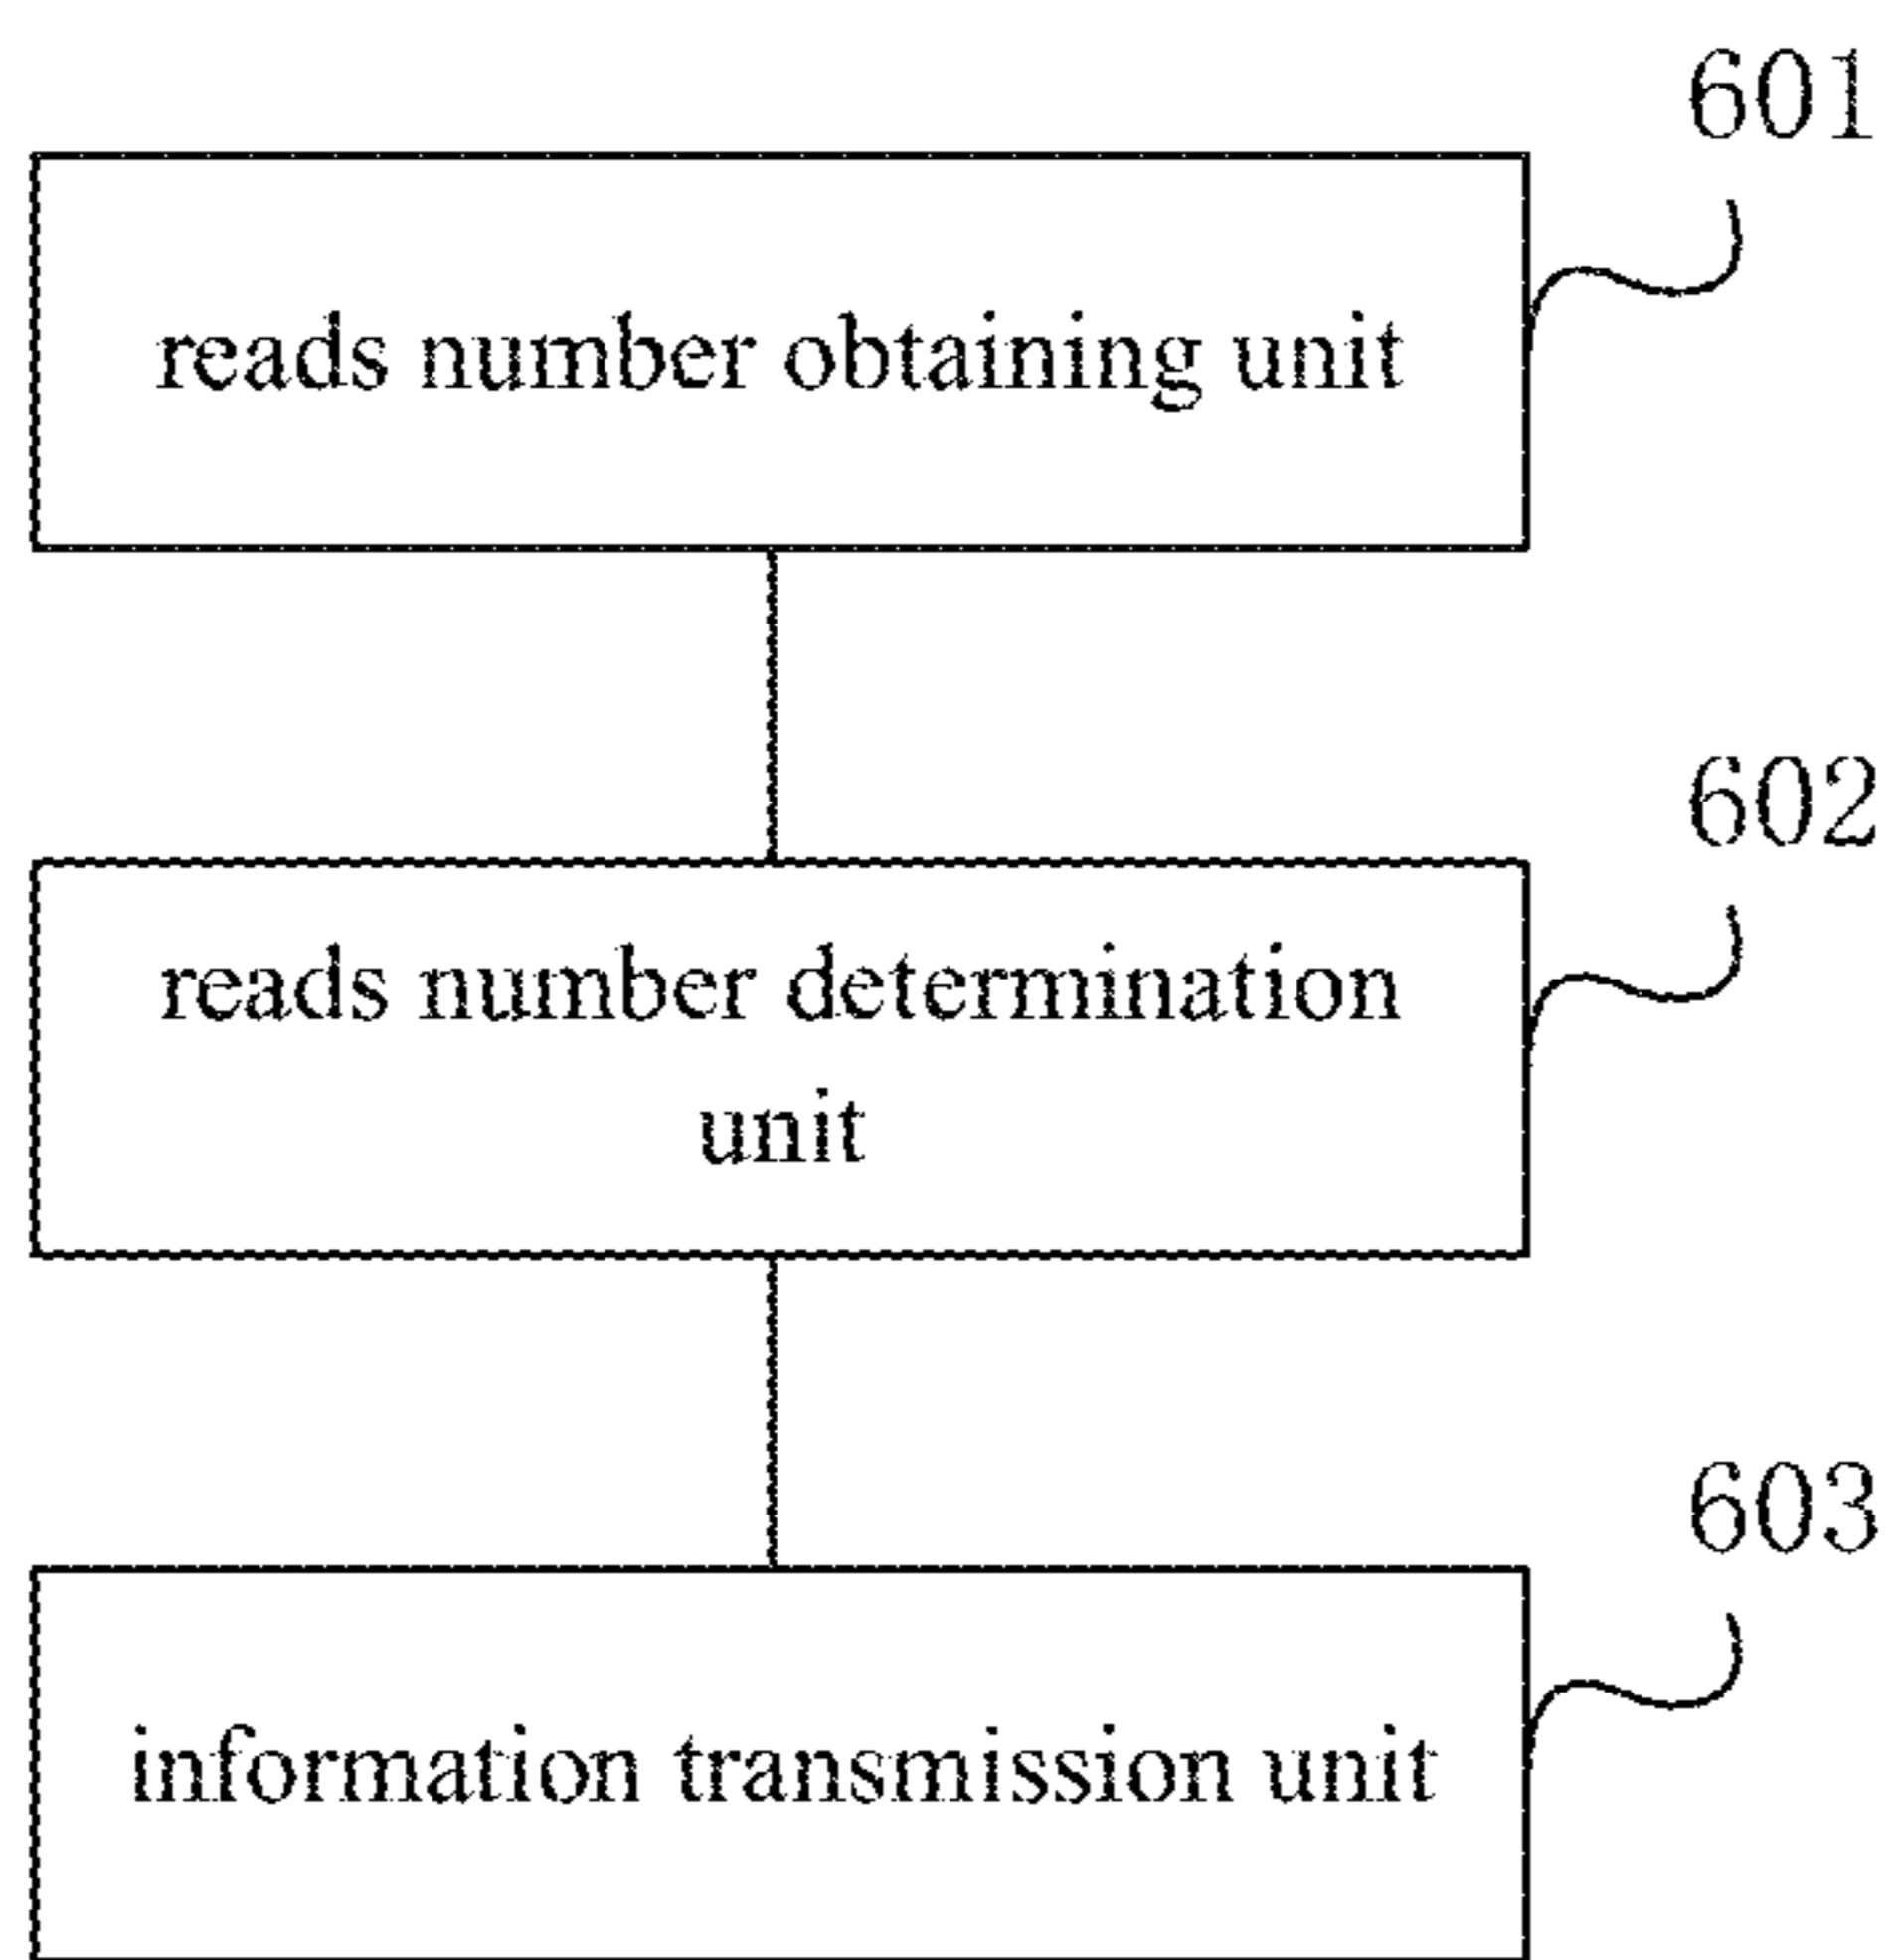 601
reads number obtaining unit
602
reads number determination
unit
603
information transmission unit